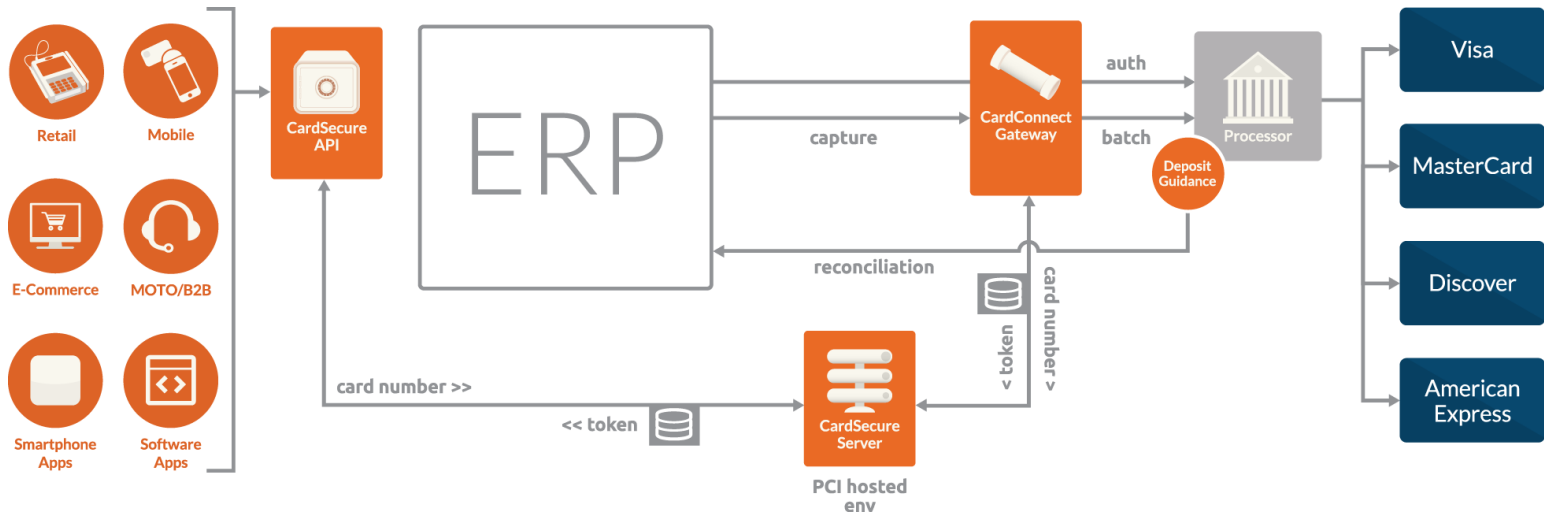 Retail
Mobile
E-Commerce
MOTO/B2B
Smartphone
Apps
Software
Apps
CardSecure
API
ERP
capture
reconciliation
CardConnect
Gateway
auth
batch
Processor
Deposit
Guidance
card number >>
<< token
CardSecure
Server
PCI hosted
env
< token
card number >
Visa
MasterCard
Discover
American
Express